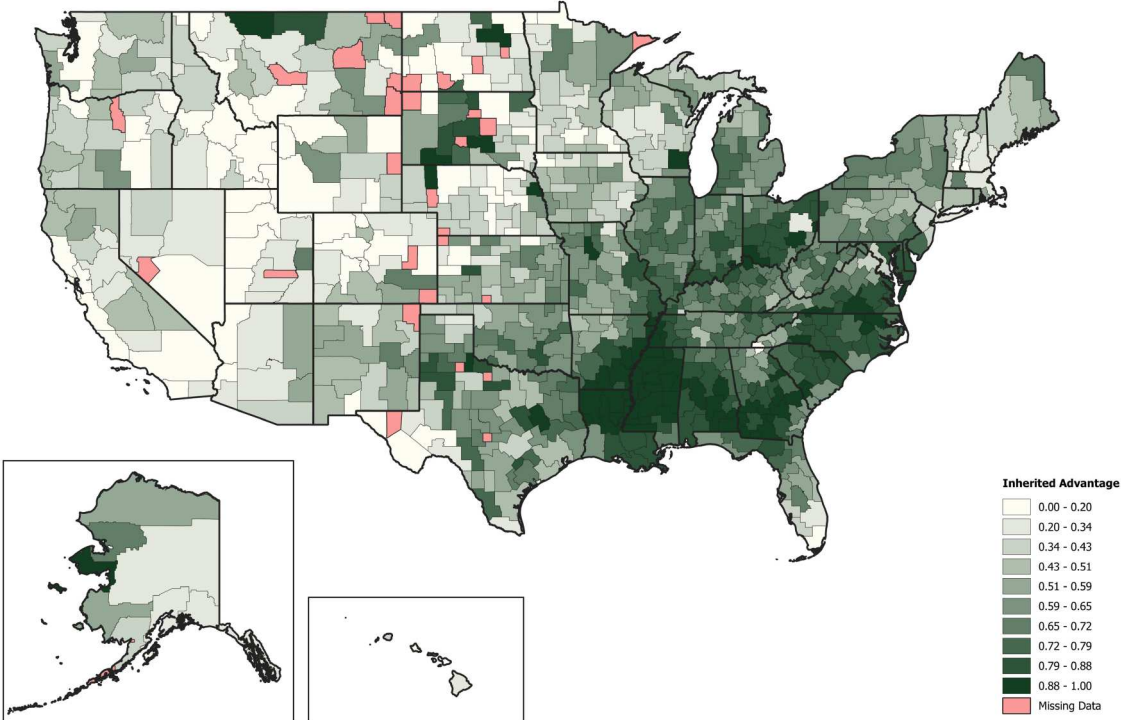 Inherited Advantage
0.00 - 0.20
0.20 - 0.34
0.34 - 0.43
0.43 - 0.51
0.51 - 0.59
0.59 - 0.65
0.65 - 0.72
0.72 - 0.79
0.79 - 0.88
0.88 - 1.00
Missing Data